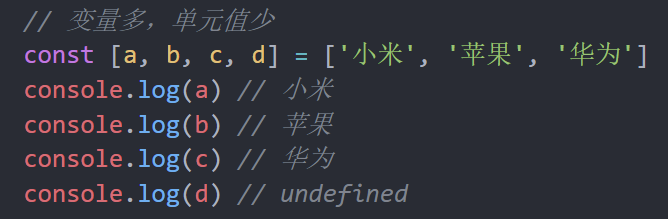 // 变量多，单元值少
const [a, b, c, d] = ['小米', '苹果', '华为']
console.log(a) // 小米
console.log(b) // 苹果
console.log(c) // 华为
console.log(d) // undefined